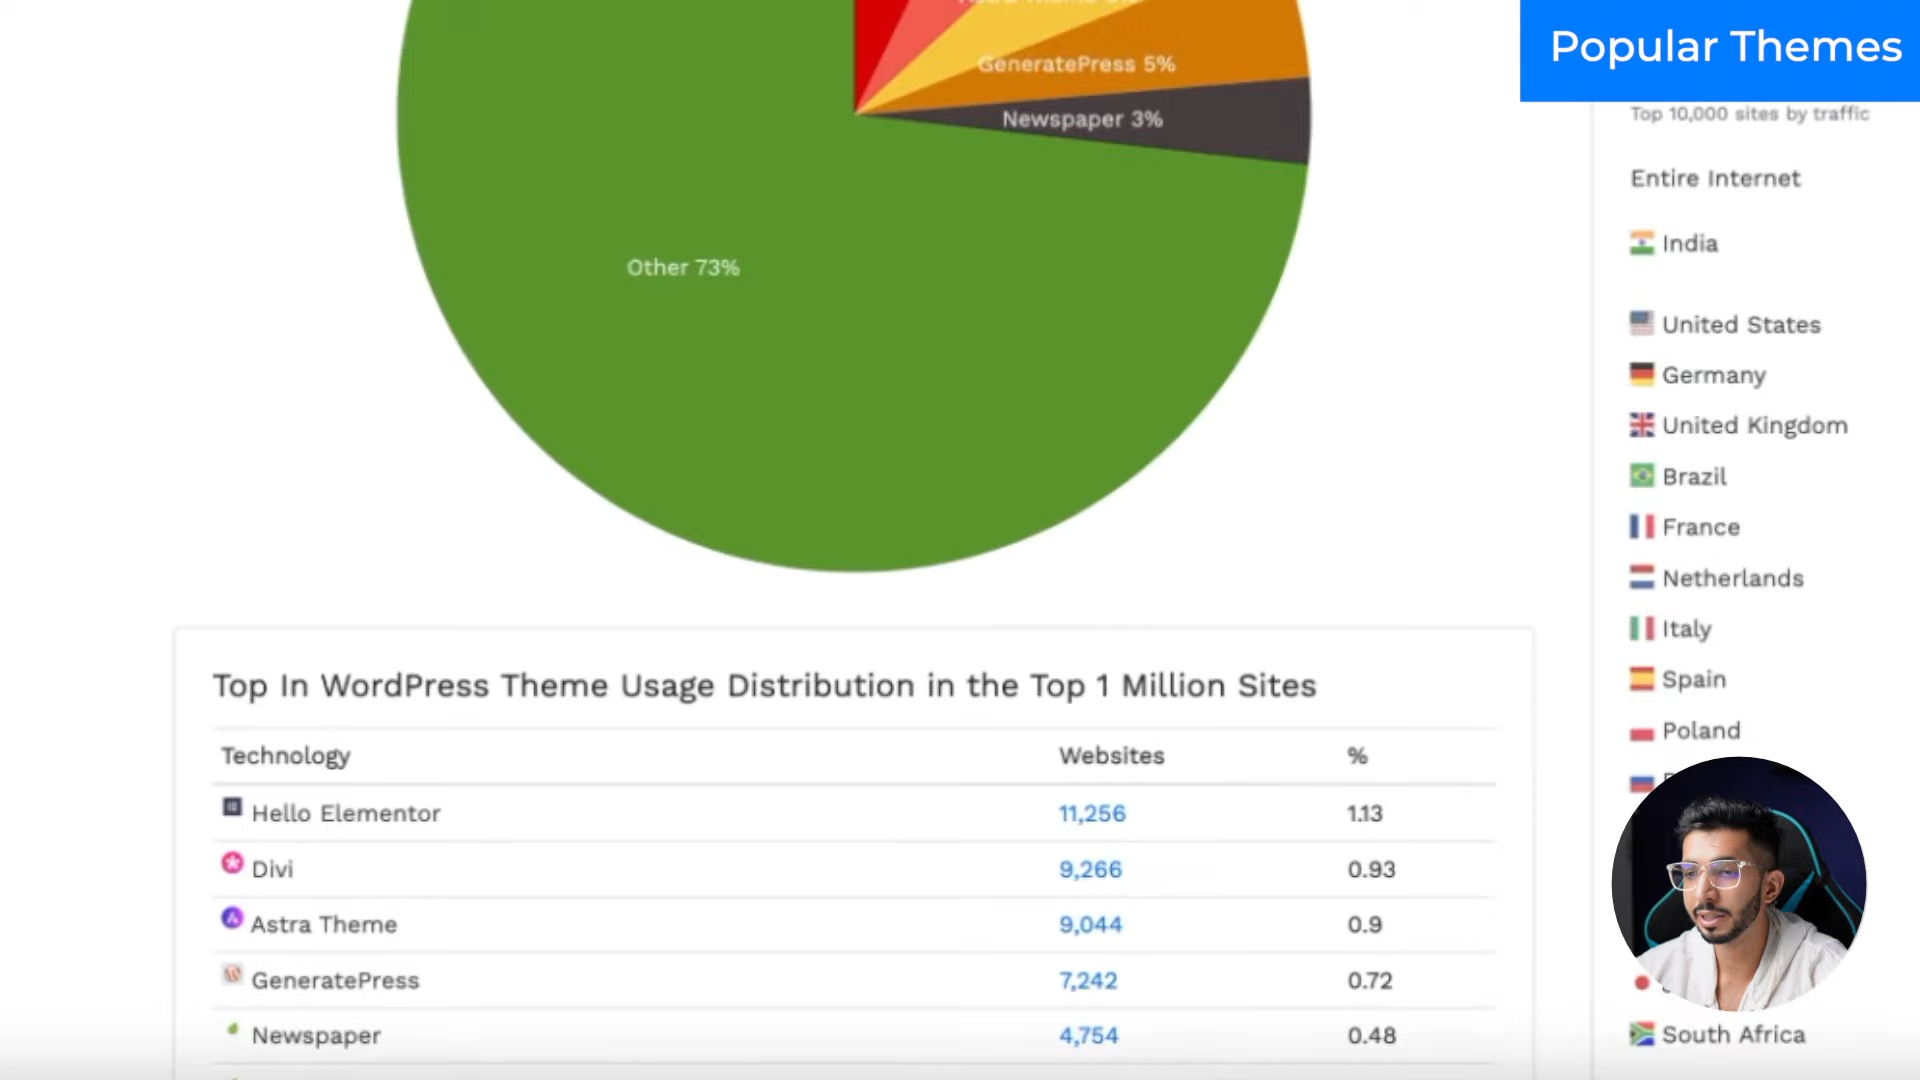 Popular Themes
GeneratePress 5%
Newspaper 3%
Other 73%
Top 10,000 sites by traffic
Entire Internet
India
United States
Germany
United Kingdom
Brazil
France
Netherlands
Italy
Spain
Poland
South Africa
Top In WordPress Theme Usage Distribution in the Top 1 Million Sites
Technology Websites %
Hello Elementor 11,256 1.13
Divi 9,266 0.93
Astra Theme 9,044 0.9
GeneratePress 7,242 0.72
Newspaper 4,754 0.48